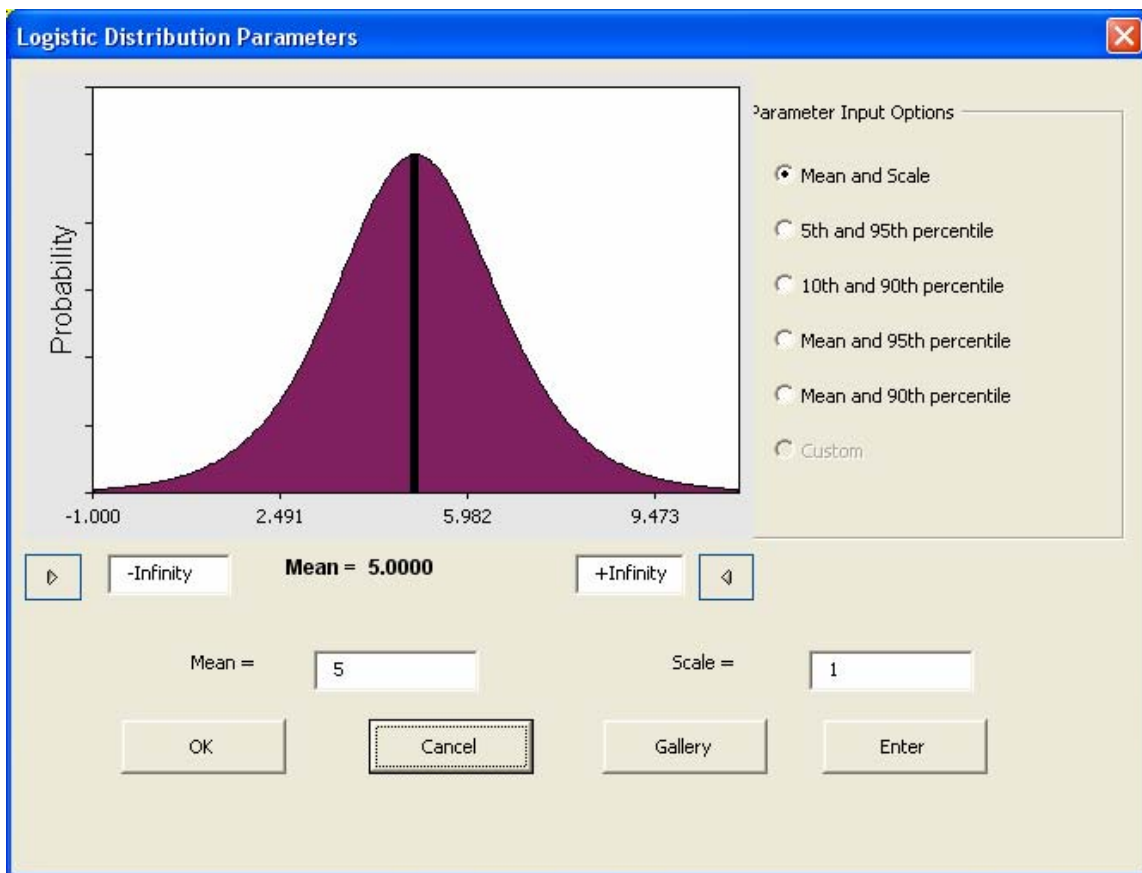 Logistic Distribution Parameters
Probability
-1.000 2.491 5.982 9.473
Parameter Input Options
Mean and Scale
5th and 95th percentile
10th and 90th percentile
Mean and 95th percentile
Mean and 90th percentile
Custom
-Infinity Mean = 5.0000 +Infinity
Mean = 5 Scale = 1
OK Cancel Gallery Enter